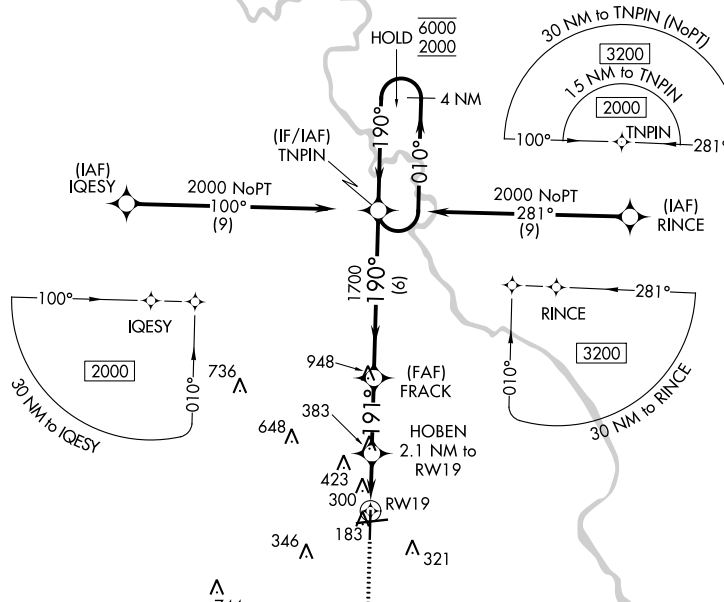 HOLD 6000
2000
4 NM
190°
010°
(IF/IAF)
TNPIN
30 NM to TNPIN (NoPT)
3200
15 NM to TNPIN
2000
TNPIN
100°
281°
(IAF)
IQESY
2000 NoPT
100°
(9)
2000 NoPT
281°
(9)
(IAF)
RINCE
1700
190°
(6)
100°
IQESY
2000
010°
30 NM to IQESY
281°
RINCE
3200
010°
30 NM to RINCE
948
(FAF)
FRACK
736
191°
383
HOBEN
2.1 NM to
RW19
648
423
300
RW19
183
346
321